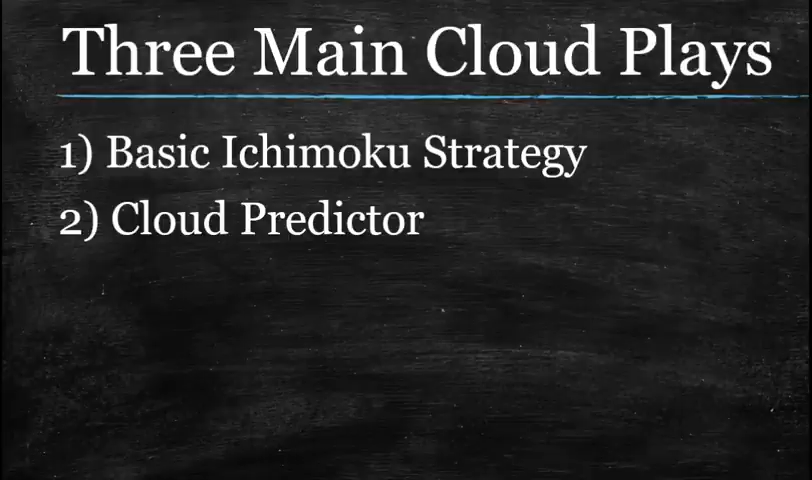 Three Main Cloud Plays
1) Basic Ichimoku Strategy
2) Cloud Predictor